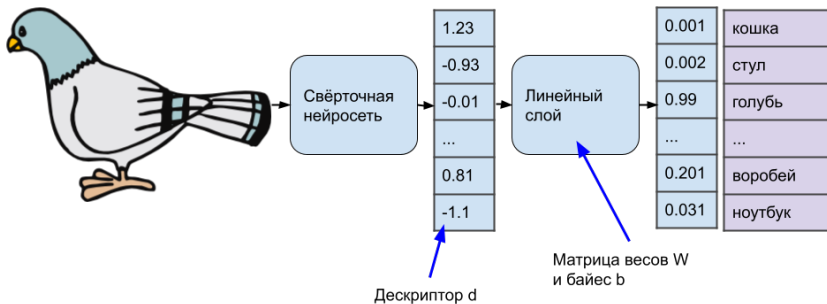 Свёрточная
нейросеть
1.23
-0.93
-0.01
...
0.81
-1.1
Линейный
слой
0.001 кошка
0.002 стул
0.99 голубь
... ...
0.201 воробей
0.031 ноутбук
Дескриптор d
Матрица весов W
и байес b